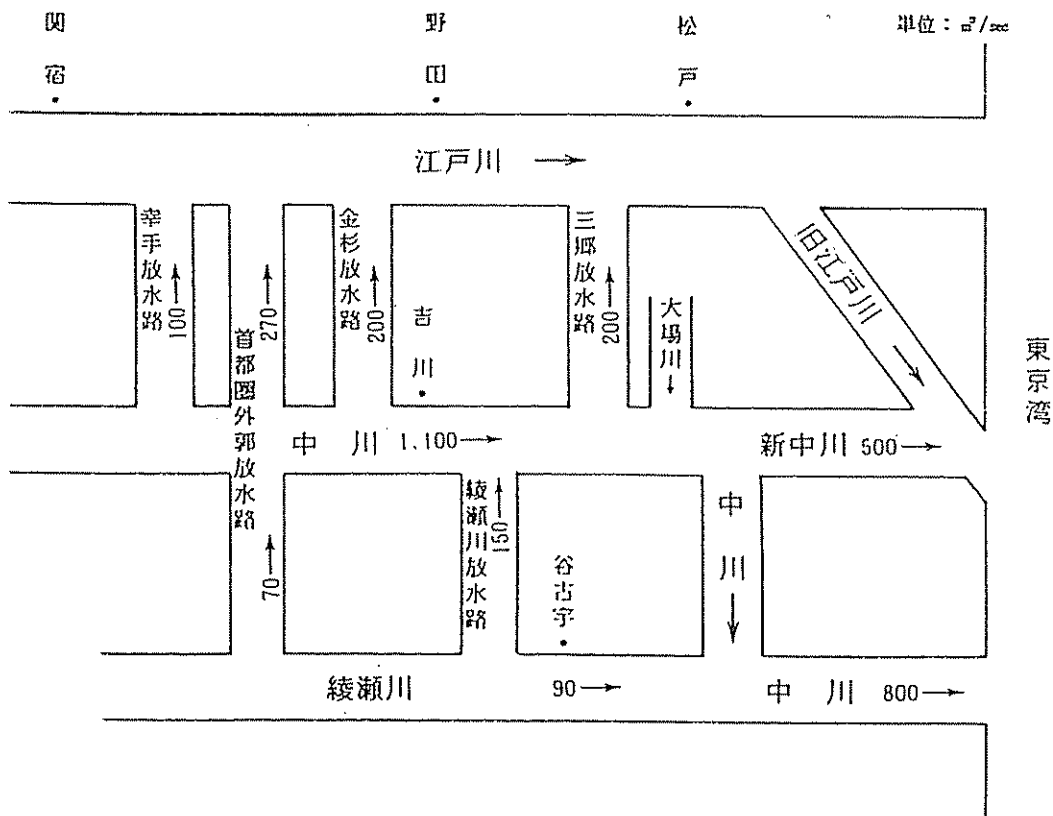 関宿
野田
松戸
単位：㎥/sec
江戸川 →
幸手放水路
100→
首都圏外郭放水路
270→
金杉放水路
200→
吉川
三郷放水路
200→
大場川↓
旧江戸川
東京湾
中川 1,100→
新中川 500→
70→
綾瀬川放水路
150→
谷古宇
中川
綾瀬川 90→
中川 800→